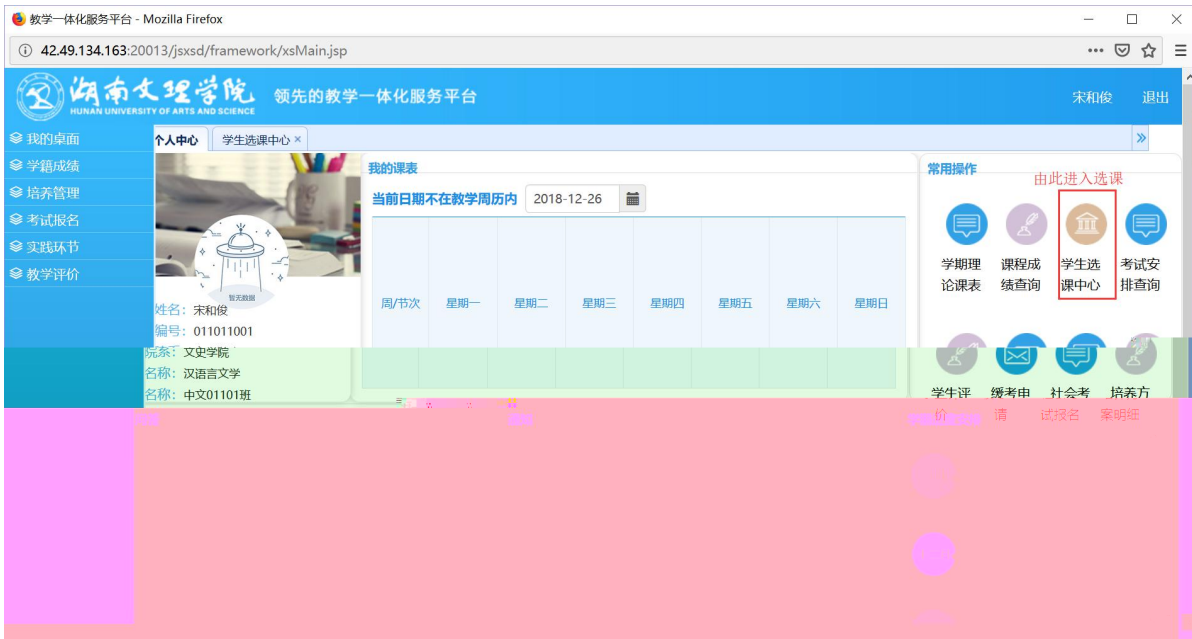 教学一体化服务平台 - Mozilla Firefox
42.49.134.163:20013/jsxsd/framework/xsMain.jsp
湖南文理学院
HUNAN UNIVERSITY OF ARTS AND SCIENCE
领先的教学一体化服务平台
宋和俊 退出
我的桌面
学籍成绩
培养管理
考试报名
实践环节
教学评价
个人中心 学生选课中心
暂无数据
姓名：宋和俊
编号：011011001
院系：文史学院
名称：汉语言文学
名称：中文01101班
我的课表
当前日期不在教学周历内 2018-12-26
周/节次 星期一 星期二 星期三 星期四 星期五 星期六 星期日
常用操作
由此进入选课
学期理 课程成 学生选 考试安
论课表 绩查询 课中心 排查询
学生评 缓考申 社会考 培养方
价 请 试报名 案明细